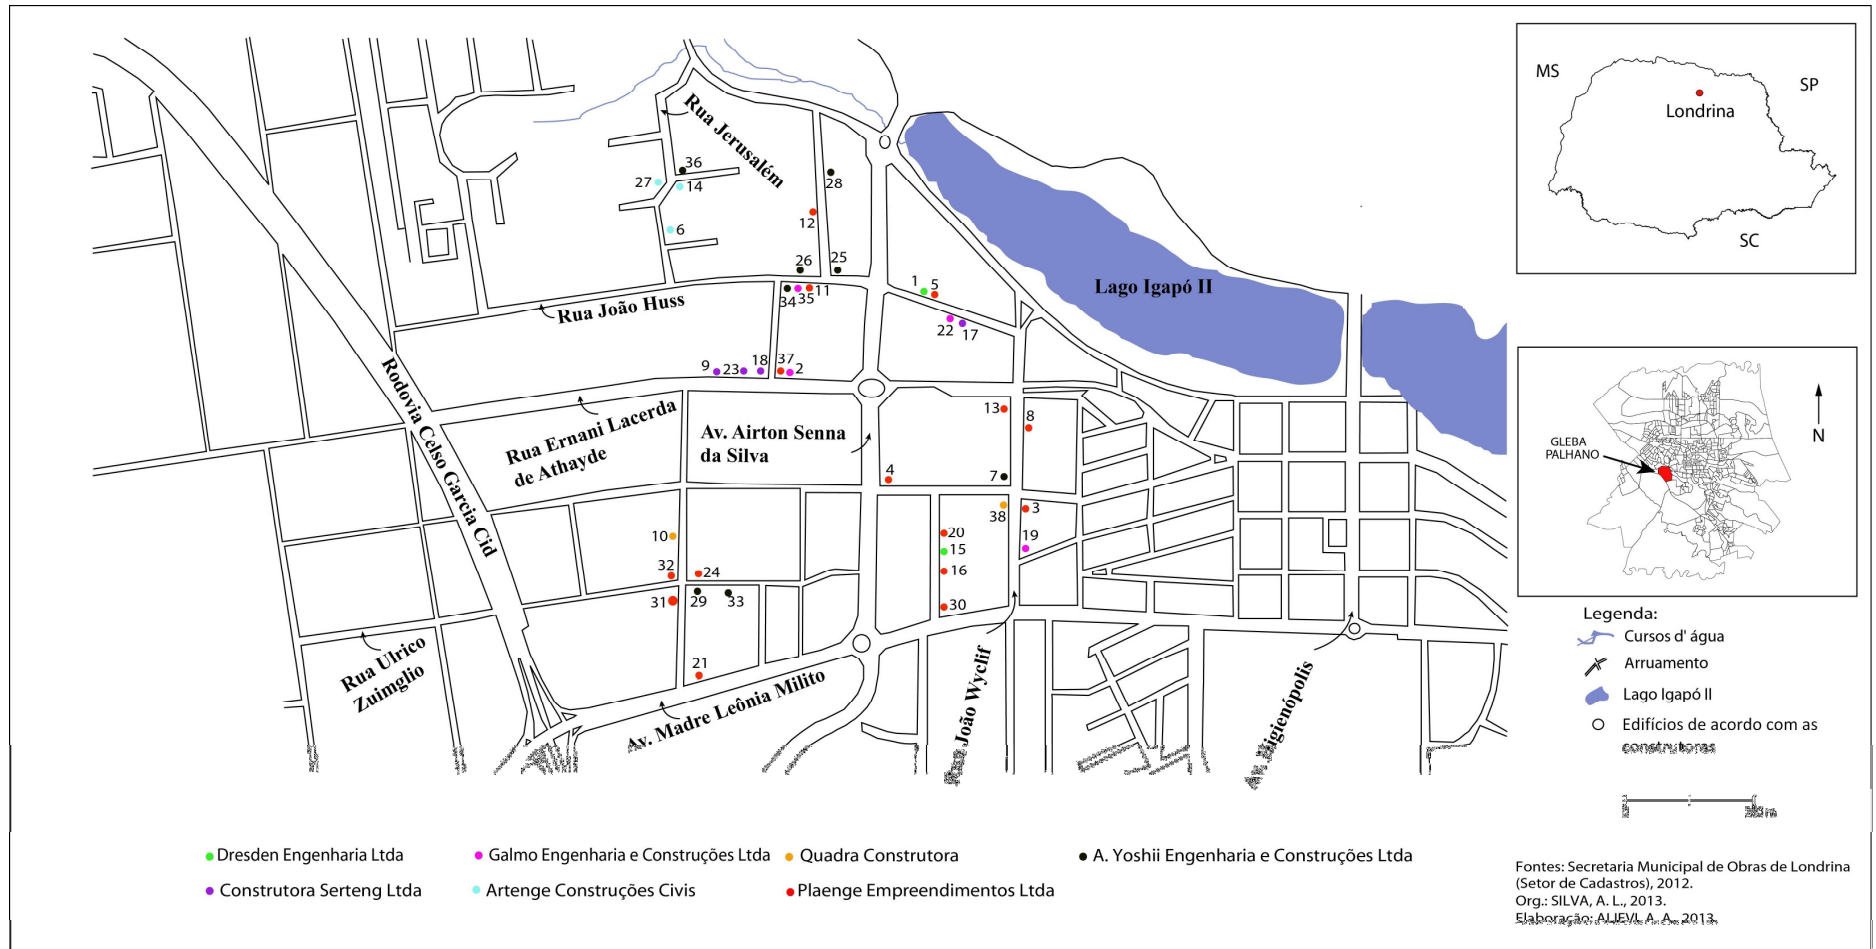 MS
SP
Londrina
SC
Rua Jerusalém
36
27
14
28
12
6
26
25
1
5
34
35
11
Rua João Huss
22
17
Lago Igapó II
9
23
18
37
2
Rodovia Celso Garcia Cid
Rua Ernani Lacerda
de Athayde
Av. Airton Senna
da Silva
13
8
4
7
GLEBA
PALHANO
N
10
38
3
20
15
19
32
24
16
31
29
33
30
21
Rua Ulrico
Zuimglio
Av. Madre Leônia Milito
João Wyclif
Legenda:
Cursos d' água
Arruamento
Lago Igapó II
Edifícios de acordo com as
construtoras
Dresden Engenharia Ltda
Galmo Engenharia e Construções Ltda
Quadra Construtora
A. Yoshii Engenharia e Construções Ltda
Construtora Serteng Ltda
Artenge Construções Civis
Plaenge Empreendimentos Ltda
Fontes: Secretaria Municipal de Obras de Londrina
(Setor de Cadastros), 2012.
Org.: SILVA, A. L., 2013.
Elaboração: ALIEVI, A. A., 2013.